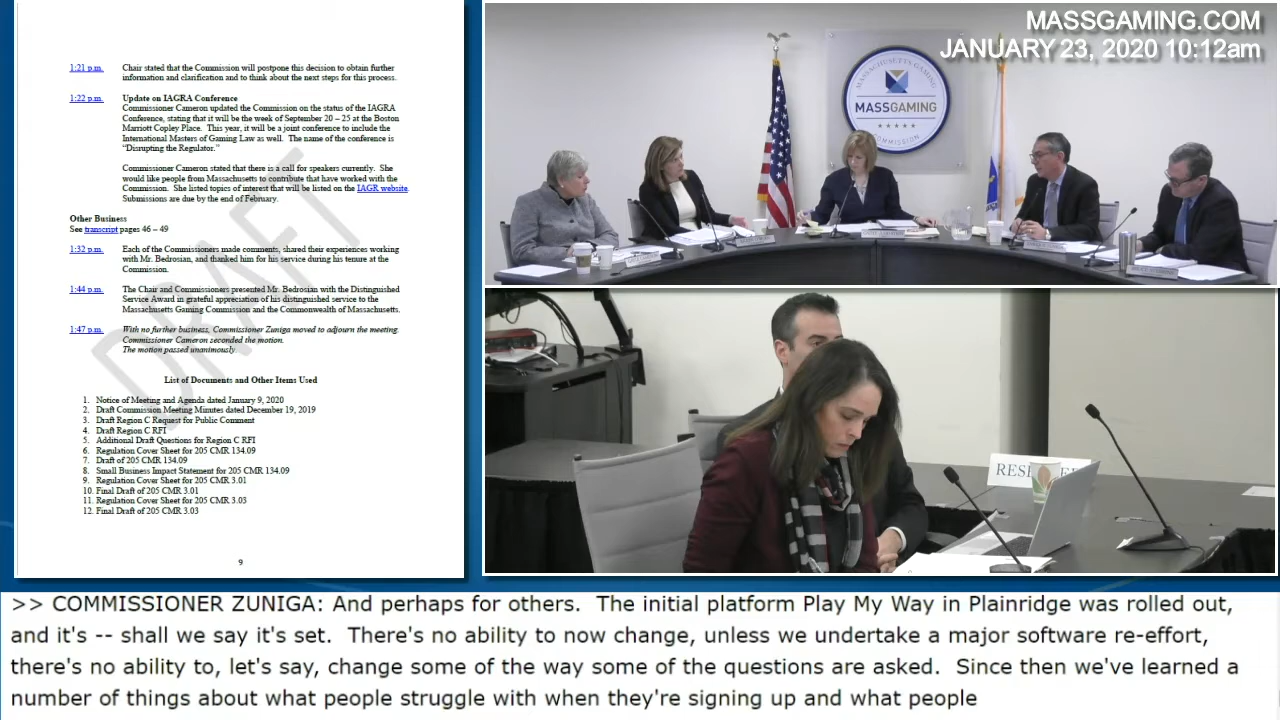 1:21 p.m. Chair stated that the Commission will postpone this decision to obtain further
information and clarification and to think about the next steps for this process.
1:22 p.m. Update on IAGRA Conference
Commissioner Cameron updated the Commission on the status of the IAGRA
Conference, stating that it will be the week of September 20 – 25 at the Boston
Marriott Copley Place. This year, it will be a joint conference to include the
International Masters of Gaming Law as well. The name of the conference is
“Disrupting the Regulator.”
Commissioner Cameron stated that there is a call for speakers currently. She
would like people from Massachusetts to contribute that have worked with the
Commission. She listed topics of interest that will be listed on the IAGR website.
Submissions are due by the end of February.
Other Business
See transcript pages 46 – 49
1:32 p.m. Each of the Commissioners made comments, shared their experiences working
with Mr. Bedrosian, and thanked him for his service during his tenure at the
Commission.
1:44 p.m. The Chair and Commissioners presented Mr. Bedrosian with the Distinguished
Service Award in grateful appreciation of his distinguished service to the
Massachusetts Gaming Commission and the Commonwealth of Massachusetts.
1:47 p.m. With no further business, Commissioner Zuniga moved to adjourn the meeting.
Commissioner Cameron seconded the motion.
The motion passed unanimously
List of Documents and Other Items Used
1. Notice of Meeting and Agenda dated January 9, 2020
2. Draft Commission Meeting Minutes dated December 19, 2019
3. Draft Region C Request for Public Comment
4. Draft Region C RFI
5. Additional Draft Questions for Region C RFI
6. Regulation Cover Sheet for 205 CMR 134.09
7. Draft of 205 CMR 134.09
8. Small Business Impact Statement for 205 CMR 134.09
9. Regulation Cover Sheet for 205 CMR 3.01
10. Final Draft of 205 CMR 3.01
11. Regulation Cover Sheet for 205 CMR 3.03
12. Final Draft of 205 CMR 3.03
DRAFT
9
MASSGAMING.COM
JANUARY 23, 2020 10:12am
MASSACHUSETTS GAMING
MASSGAMING
COMMISSION
>> COMMISSIONER ZUNIGA: And perhaps for others. The initial platform Play My Way in Plainridge was rolled out,
and it's -- shall we say it's set. There's no ability to now change, unless we undertake a major software re-effort,
there's no ability to, let's say, change some of the way some of the questions are asked. Since then we've learned a
number of things about what people struggle with when they're signing up and what people